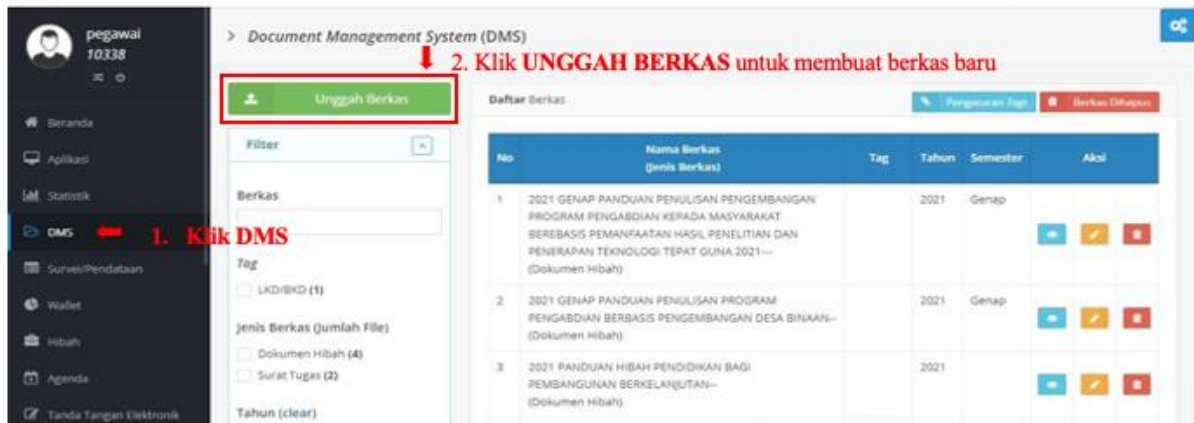 pegawai
10338
> Document Management System (DMS)
2. Klik UNGGAH BERKAS untuk membuat berkas baru
Unggah Berkas
Daftar Berkas
Pengaturan Tags
Berkas Dihapus
Beranda
Aplikasi
Statistik
DMS
1. Klik DMS
Survei/Pendataan
Wallet
Hibah
Agenda
Tanda Tangan Elektronik
Filter
Berkas
Tag
LKD/BKD (1)
Jenis Berkas (Jumlah File)
Dokumen Hibah (4)
Surat Tugas (2)
Tahun (clear)
No
Nama Berkas
(Jenis Berkas)
Tag
Tahun
Semester
Aksi
1
2021 GENAP PANDUAN PENULISAN PENGEMBANGAN
PROGRAM PENGABDIAN KEPADA MASYARAKAT
BEREBASIS PEMANFAATAN HASIL PENELITIAN DAN
PENERAPAN TEKNOLOGI TEPAT GUNA 2021---
(Dokumen Hibah)
2021
Genap
2
2021 GENAP PANDUAN PENULISAN PROGRAM
PENGABDIAN BERBASIS PENGEMBANGAN DESA BINAAN--
(Dokumen Hibah)
2021
Genap
3
2021 PANDUAN HIBAH PENDIDIKAN BAGI
PEMBANGUNAN BERKELANJUTAN--
(Dokumen Hibah)
2021